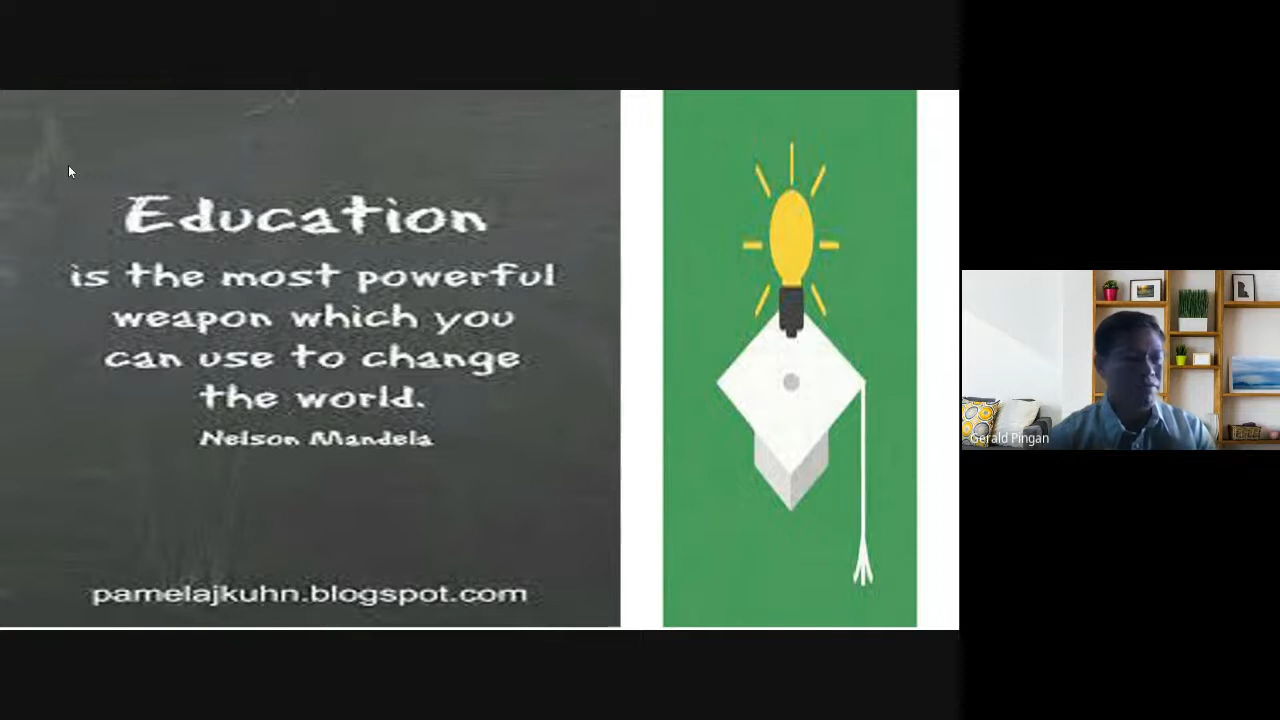 Education
is the most powerful
weapon which you
can use to change
the world.
Nelson Mandela
pamelajkuhn.blogspot.com
Gerald Pingan